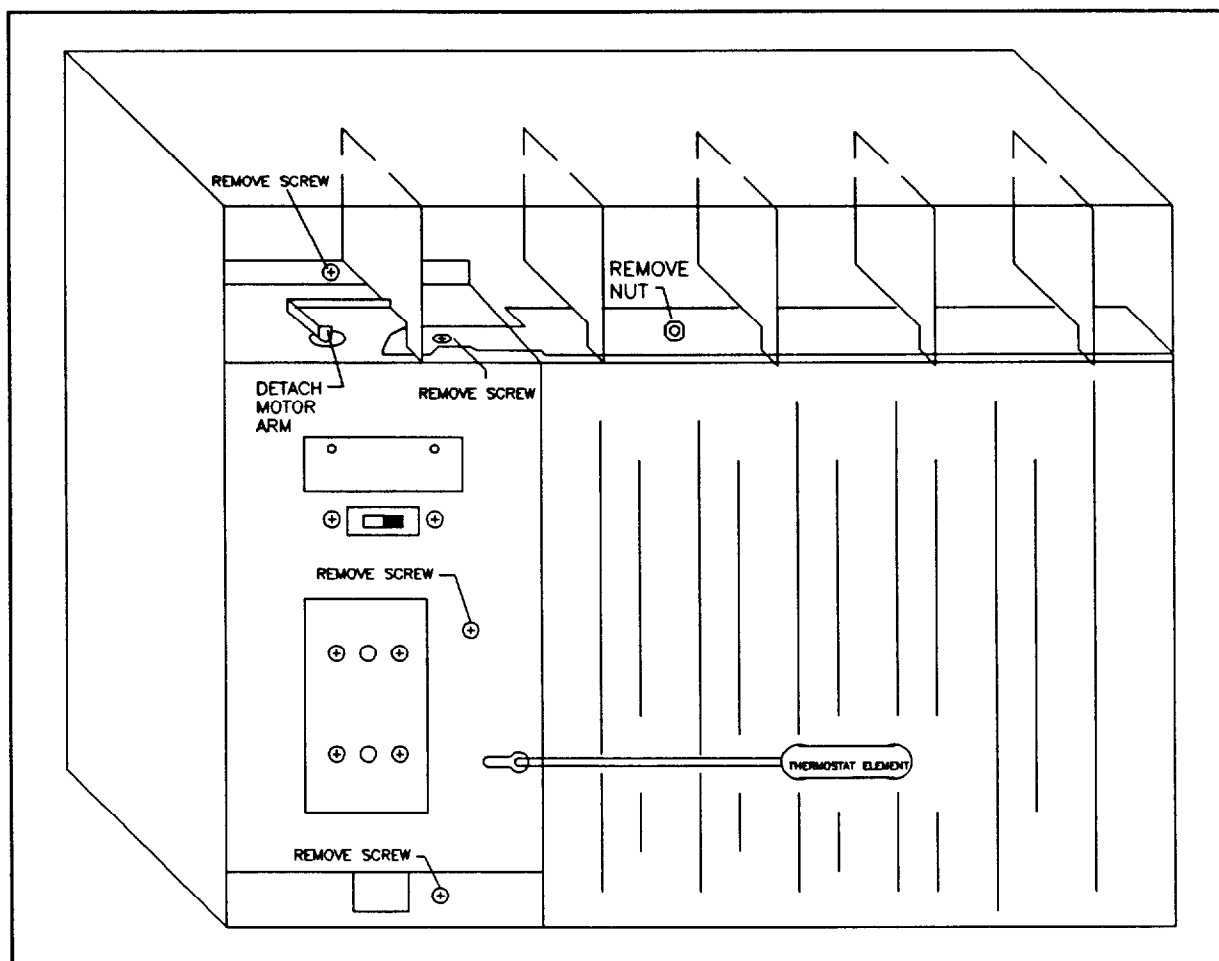 REMOVE SCREW
REMOVE
NUT
DETACH
MOTOR
ARM
REMOVE SCREW
REMOVE SCREW
THERMOSTAT ELEMENT
REMOVE SCREW